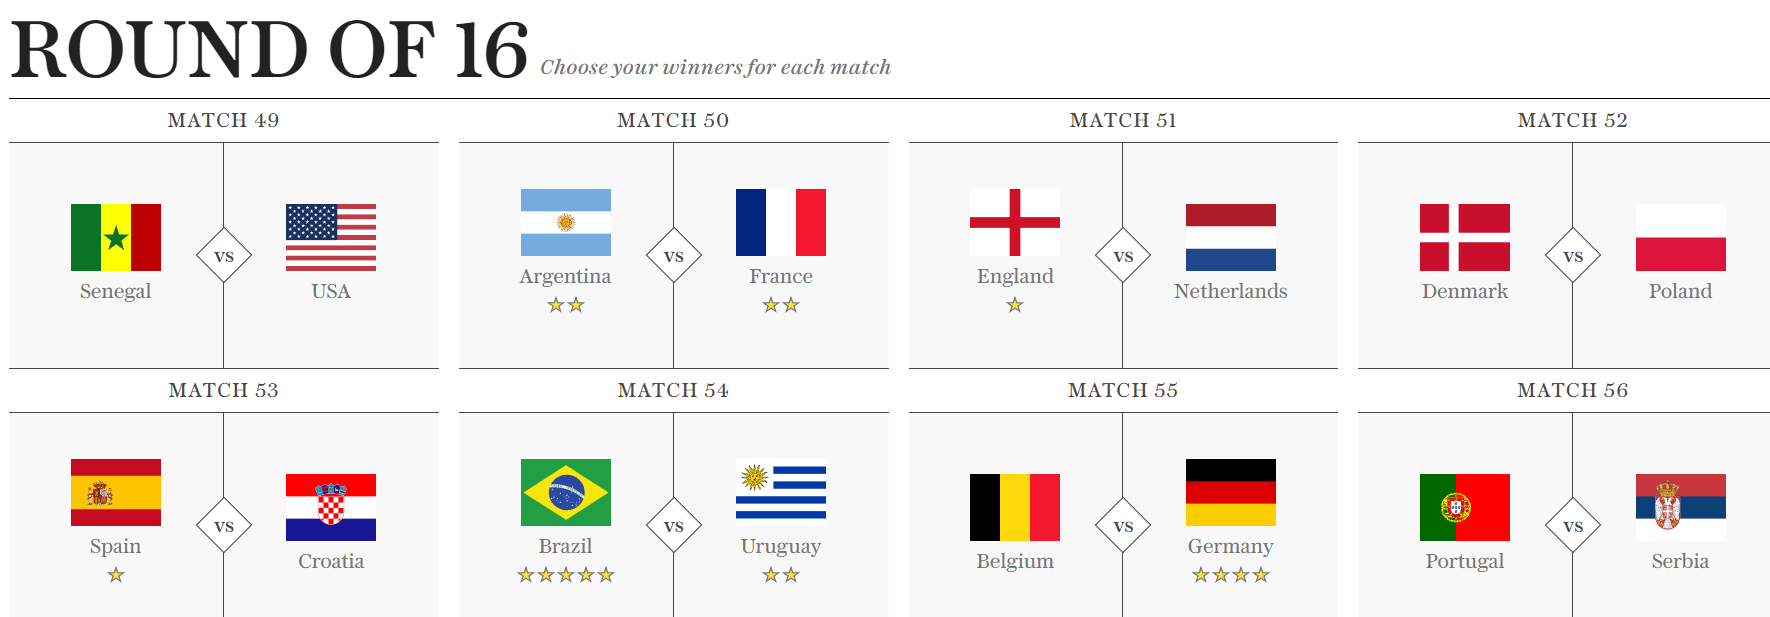 ROUND OF 16 Choose your winners for each match
MATCH 49
MATCH 50
MATCH 51
MATCH 52
Senegal
VS
USA
Argentina
VS
France
England
VS
Netherlands
Denmark
VS
Poland
MATCH 53
MATCH 54
MATCH 55
MATCH 56
Spain
VS
Croatia
Brazil
VS
Uruguay
Belgium
VS
Germany
Portugal
VS
Serbia